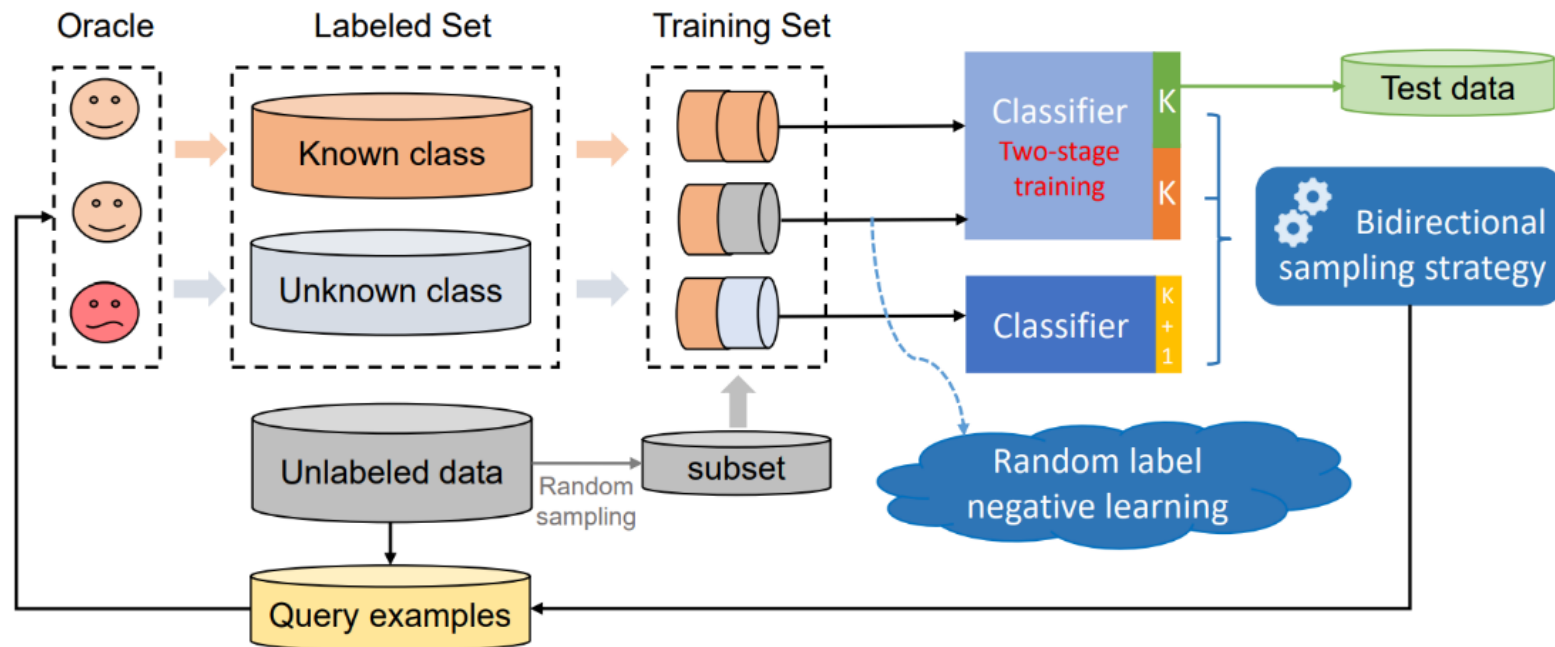 Oracle
Labeled Set
Training Set
Known class
Unknown class
Classifier
Two-stage
training
K
K
Test data
Bidirectional
sampling strategy
Classifier
K
+
1
Unlabeled data
Random
sampling
subset
Random label
negative learning
Query examples